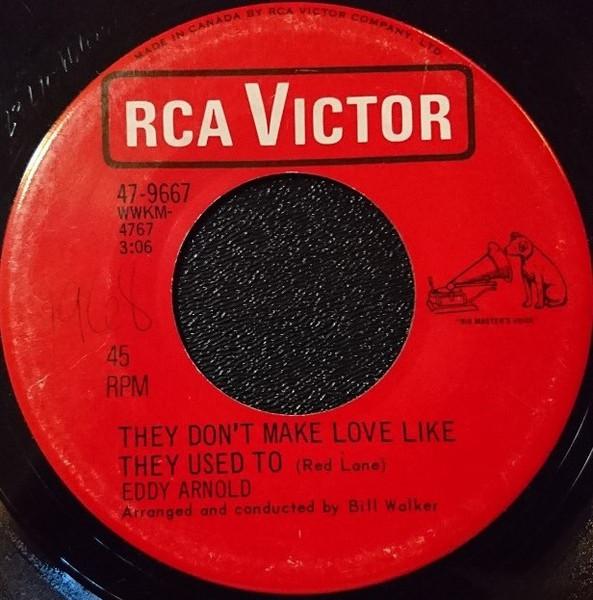 MADE IN CANADA BY RCA VICTOR COMPANY, LTD.
RCA VICTOR
47-9667
WWKM-
4767
3:06
"HIS MASTER'S VOICE"
1968
45
RPM
THEY DON'T MAKE LOVE LIKE
THEY USED TO (Red Lane)
EDDY ARNOLD
Arranged and conducted by Bill Walker